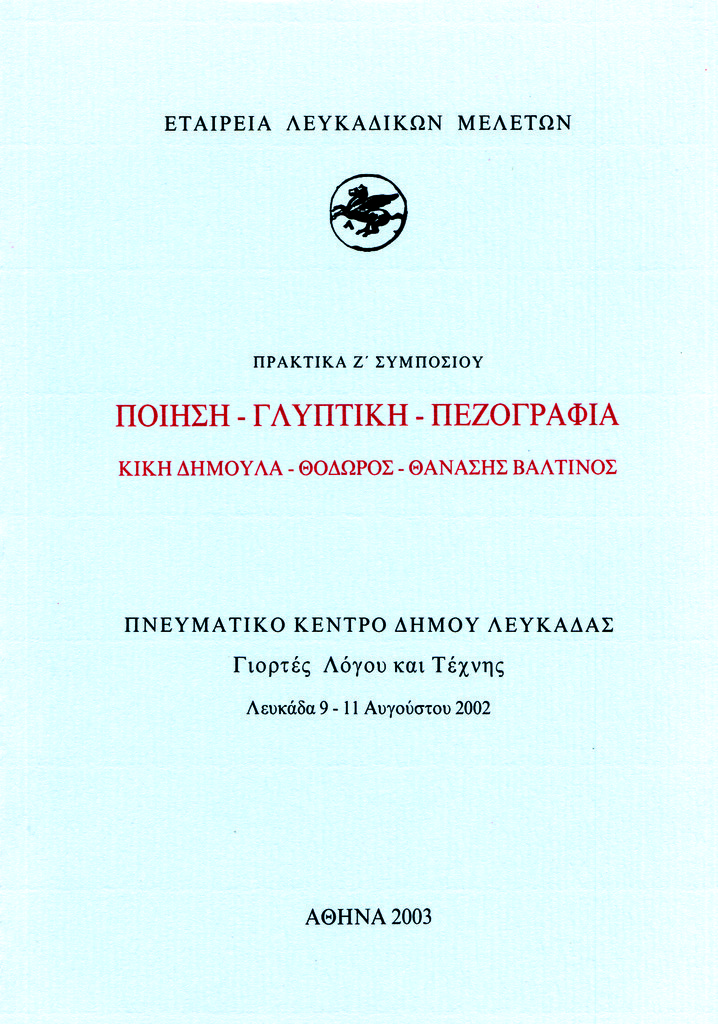 ΕΤΑΙΡΕΙΑ ΛΕΥΚΑΔΙΚΩΝ ΜΕΛΕΤΩΝ
Λ
ΠΡΑΚΤΙΚΑ Ζ΄ ΣΥΜΠΟΣΙΟΥ
ΠΟΙΗΣΗ - ΓΛΥΠΤΙΚΗ - ΠΕΖΟΓΡΑΦΙΑ
ΚΙΚΗ ΔΗΜΟΥΛΑ - ΘΟΔΩΡΟΣ - ΘΑΝΑΣΗΣ ΒΑΛΤΙΝΟΣ
ΠΝΕΥΜΑΤΙΚΟ ΚΕΝΤΡΟ ΔΗΜΟΥ ΛΕΥΚΑΔΑΣ
Γιορτές Λόγου και Τέχνης
Λευκάδα 9 - 11 Αυγούστου 2002
ΑΘΗΝΑ 2003